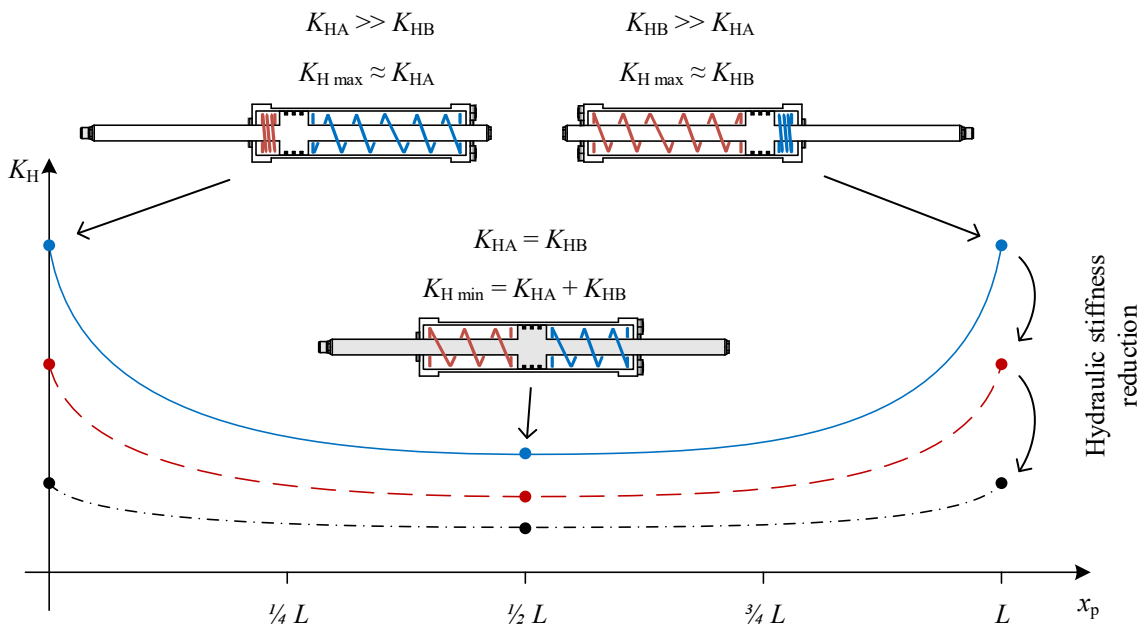 K_HA >> K_HB
K_H max ≈ K_HA
K_HB >> K_HA
K_H max ≈ K_HB
K_H
K_HA = K_HB
K_H min = K_HA + K_HB
Hydraulic stiffness
reduction
¼ L
½ L
¾ L
L
x_p